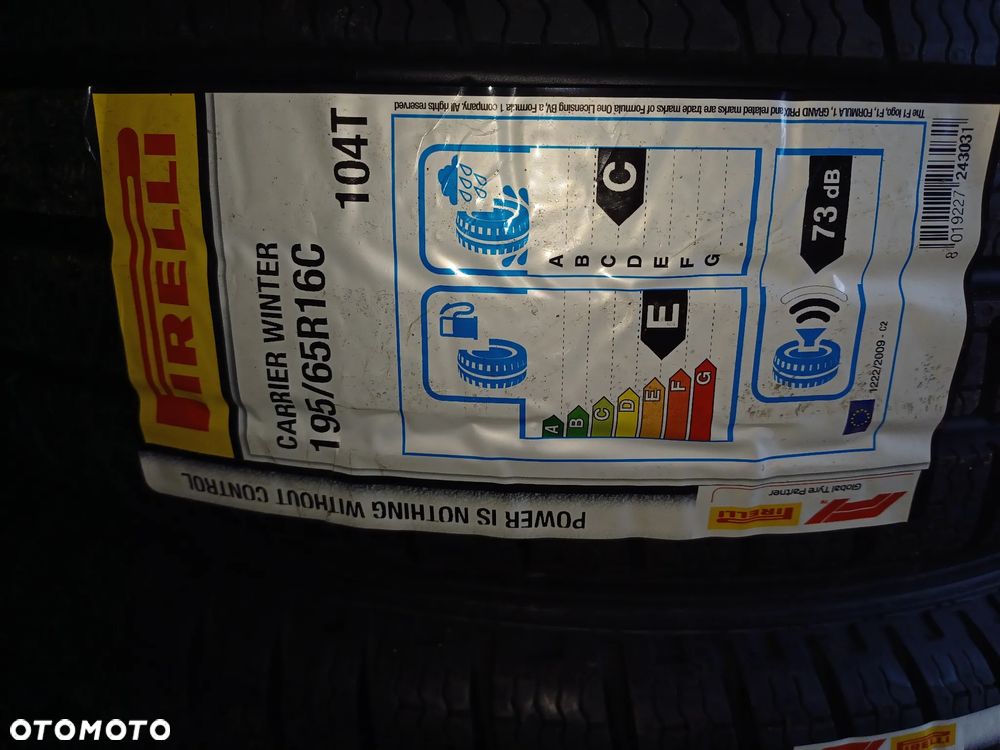 PIRELLI
CARRIER WINTER
195/65R16C
104T
A
B
C
D
E
F
G
E
A
B
C
D
E
F
G
C
73 dB
1222/2009 - C2
8 019227 243031
The F1 logo, F1, FORMULA 1, GRAND PRIX and related marks are trade marks of Formula One Licensing BV, a Formula 1 company. All rights reserved
POWER IS NOTHING WITHOUT CONTROL
PIRELLI
F1
Global Tyre Partner
OTOMOTO